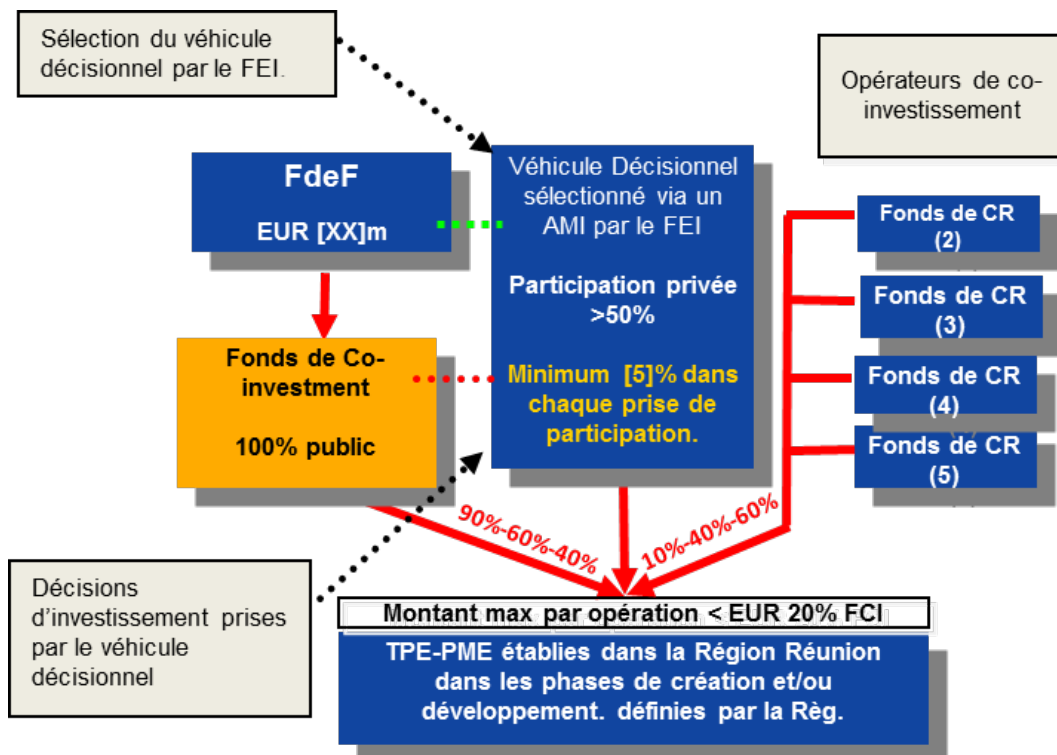 Sélection du véhicule
décisionnel par le FEI.
Opérateurs de co-
investissement
FdeF
EUR [XX]m
Véhicule Décisionnel
sélectionné via un
AMI par le FEI
Participation privée
>50%
Minimum [5]% dans
chaque prise de
participation.
Fonds de Co-
investment
100% public
Fonds de CR
(2)
Fonds de CR
(3)
Fonds de CR
(4)
Fonds de CR
(5)
90%-60%-40%
10%-40%-60%
Décisions
d'investissement prises
par le véhicule
décisionnel
Montant max par opération < EUR 20% FCI
TPE-PME établies dans la Région Réunion
dans les phases de création et/ou
développement. définies par la Règ.